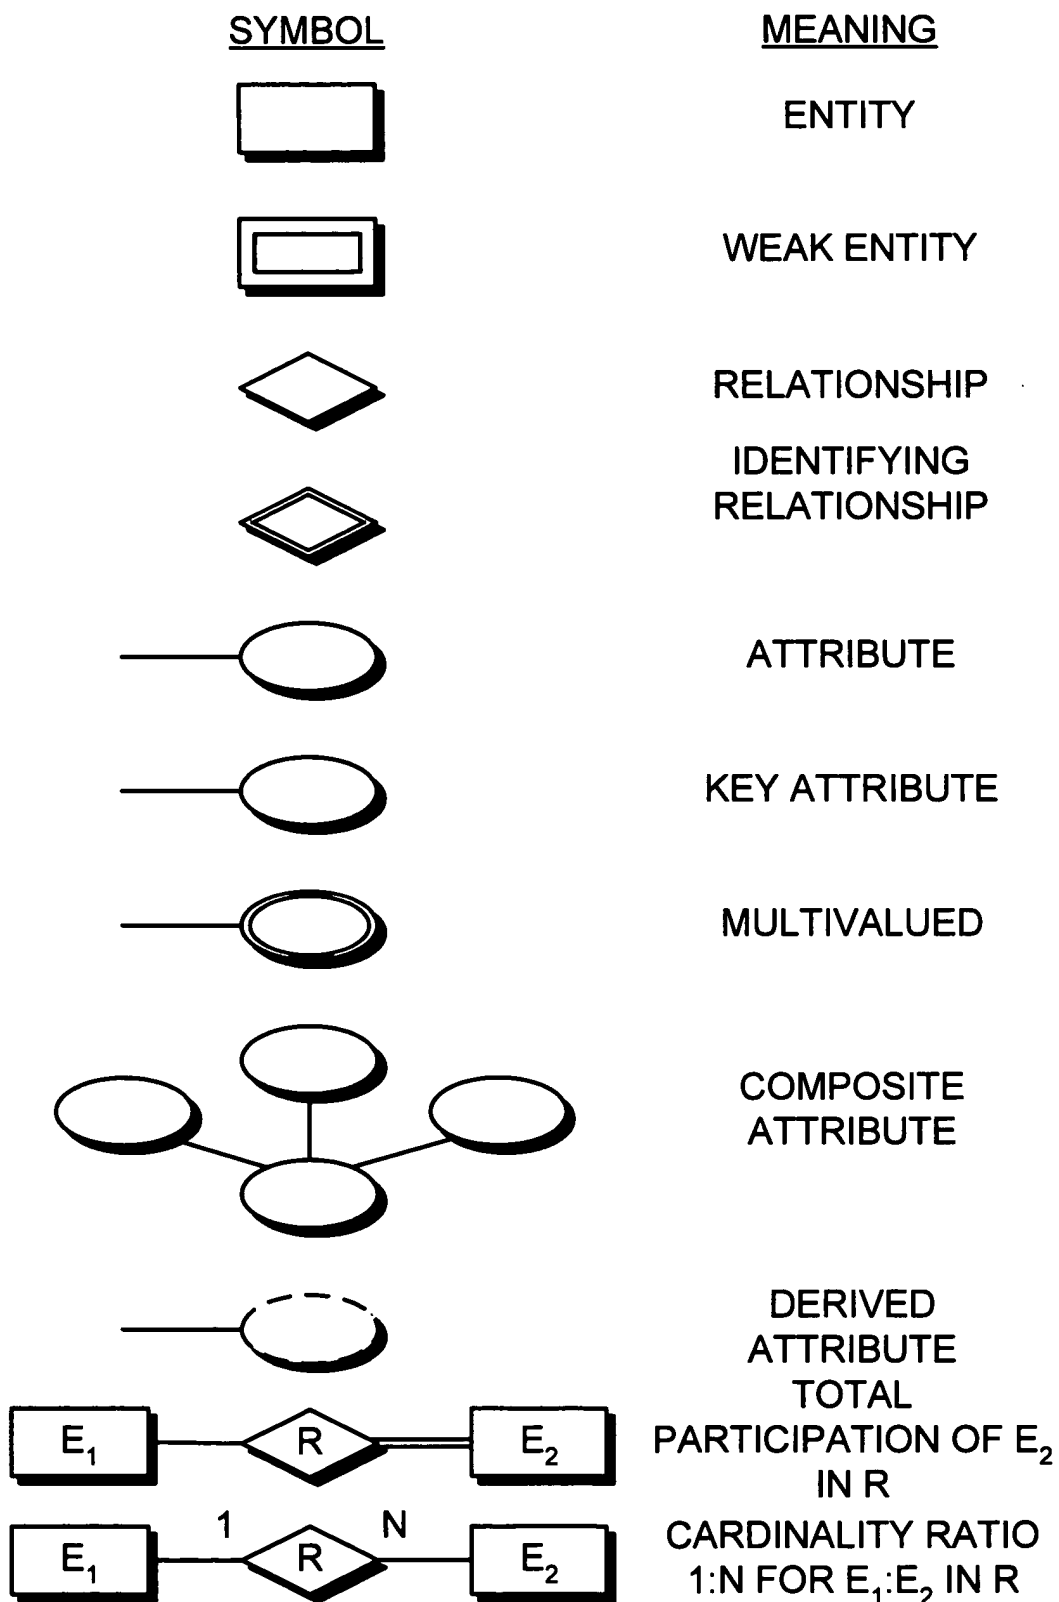 SYMBOL MEANING
ENTITY
WEAK ENTITY
RELATIONSHIP
IDENTIFYING
RELATIONSHIP
ATTRIBUTE
KEY ATTRIBUTE
MULTIVALUED
COMPOSITE
ATTRIBUTE
DERIVED
ATTRIBUTE
E₁ R E₂
TOTAL
PARTICIPATION OF E₂
IN R
E₁ 1 R N E₂
CARDINALITY RATIO
1:N FOR E₁:E₂ IN R